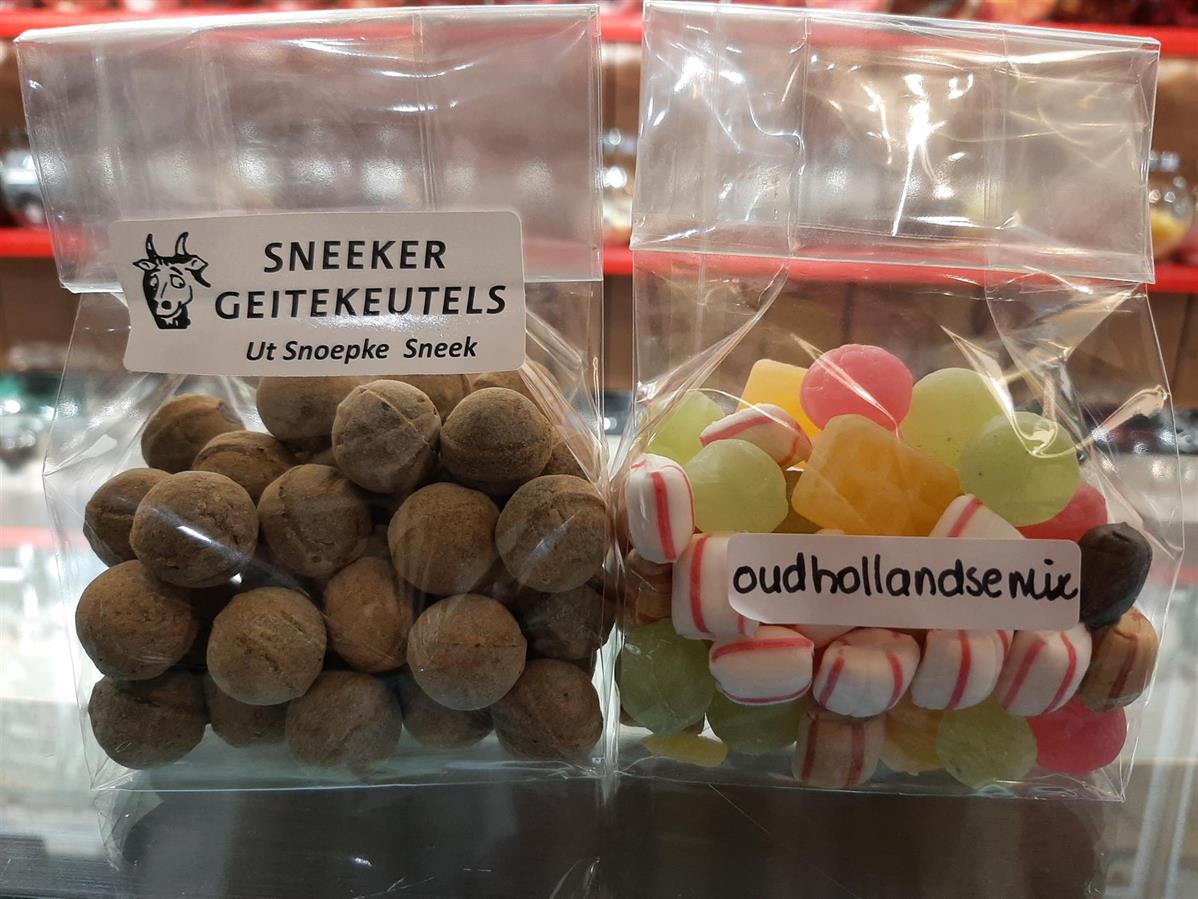 SNEEKER
GEITEKEUTELS
Ut Snoepke Sneek
oudhollandsemix